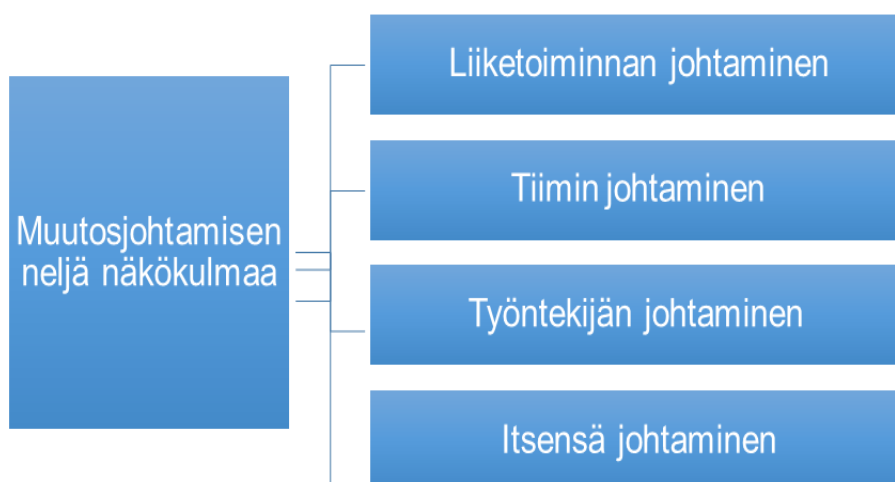 Muutosjohtamisen
neljä näkökulmaa
Liiketoiminnan johtaminen
Tiimin johtaminen
Työntekijän johtaminen
Itsensä johtaminen